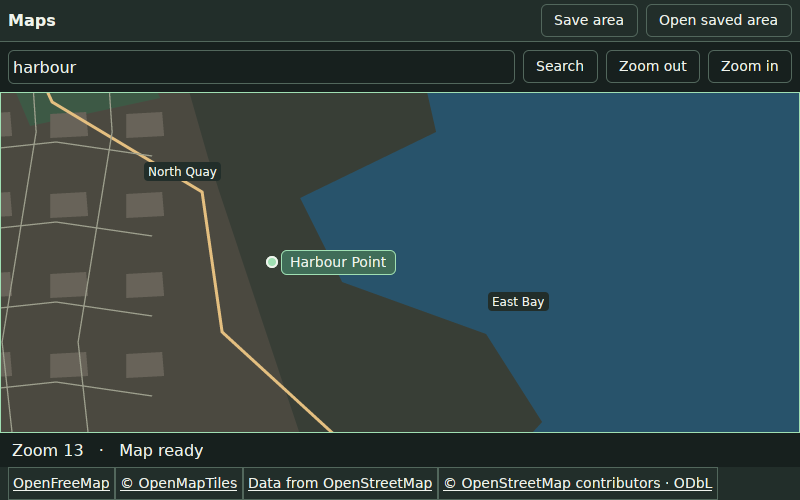 Maps
Save area
Open saved area
harbour
Search
Zoom out
Zoom in
North Quay
Harbour Point
East Bay
Zoom 13 · Map ready
OpenFreeMap
© OpenMapTiles
Data from OpenStreetMap
© OpenStreetMap contributors · ODbL